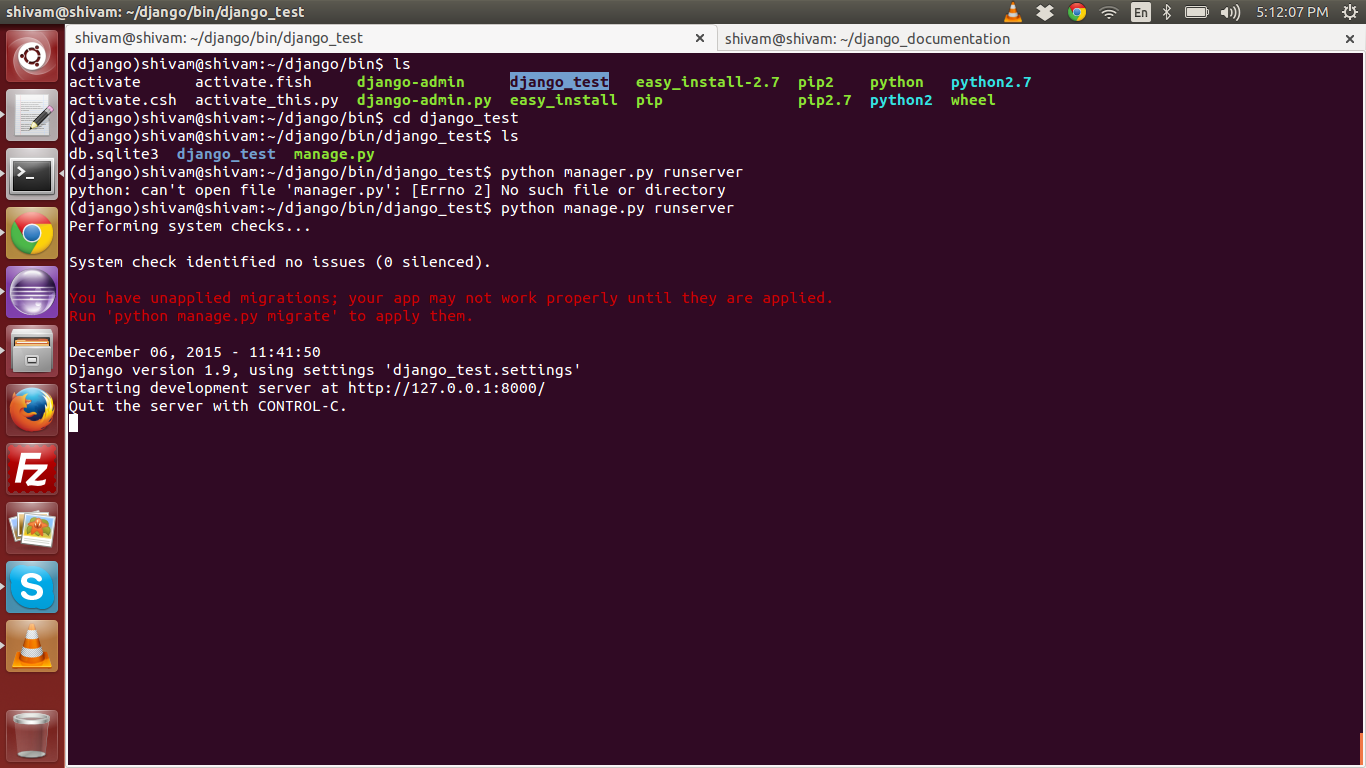 shivam@shivam: ~/django/bin/django_test
En
5:12:07 PM
shivam@shivam: ~/django/bin/django_test ×
shivam@shivam: ~/django_documentation ×
(django)shivam@shivam:~/django/bin$ ls
activate activate.fish django-admin django_test easy_install-2.7 pip2 python python2.7
activate.csh activate_this.py django-admin.py easy_install pip pip2.7 python2 wheel
(django)shivam@shivam:~/django/bin$ cd django_test
(django)shivam@shivam:~/django/bin/django_test$ ls
db.sqlite3 django_test manage.py
(django)shivam@shivam:~/django/bin/django_test$ python manager.py runserver
python: can't open file 'manager.py': [Errno 2] No such file or directory
(django)shivam@shivam:~/django/bin/django_test$ python manage.py runserver
Performing system checks...
System check identified no issues (0 silenced).
You have unapplied migrations; your app may not work properly until they are applied.
Run 'python manage.py migrate' to apply them.
December 06, 2015 - 11:41:50
Django version 1.9, using settings 'django_test.settings'
Starting development server at http://127.0.0.1:8000/
Quit the server with CONTROL-C.
>_
Fz
S